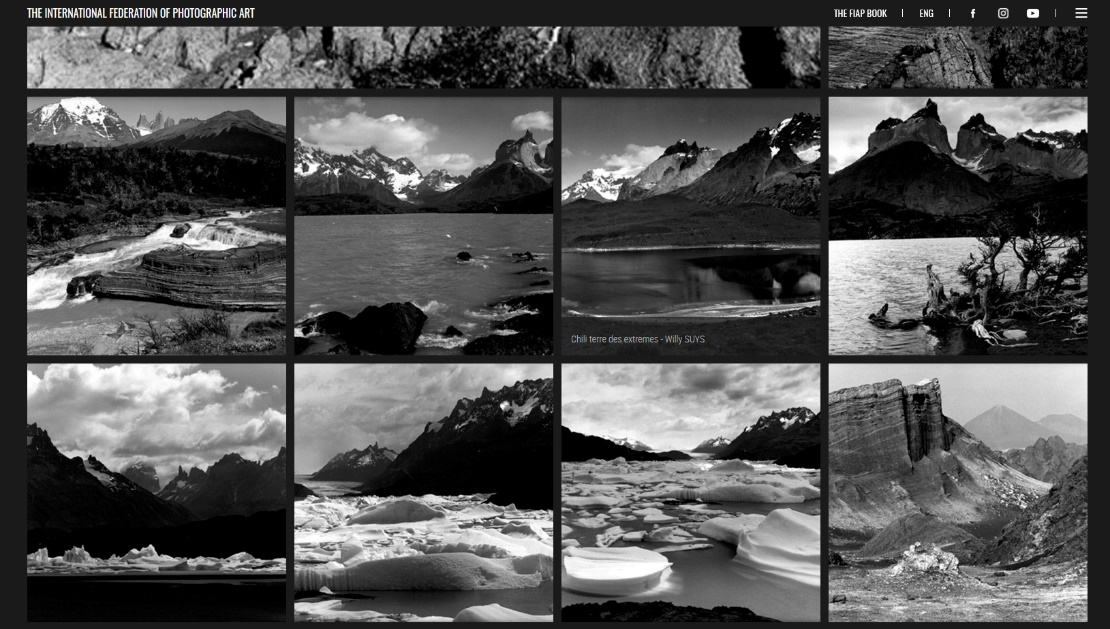 THE INTERNATIONAL FEDERATION OF PHOTOGRAPHIC ART
THE FIAP BOOK
ENG
Chili terre des extremes - Willy SUYS